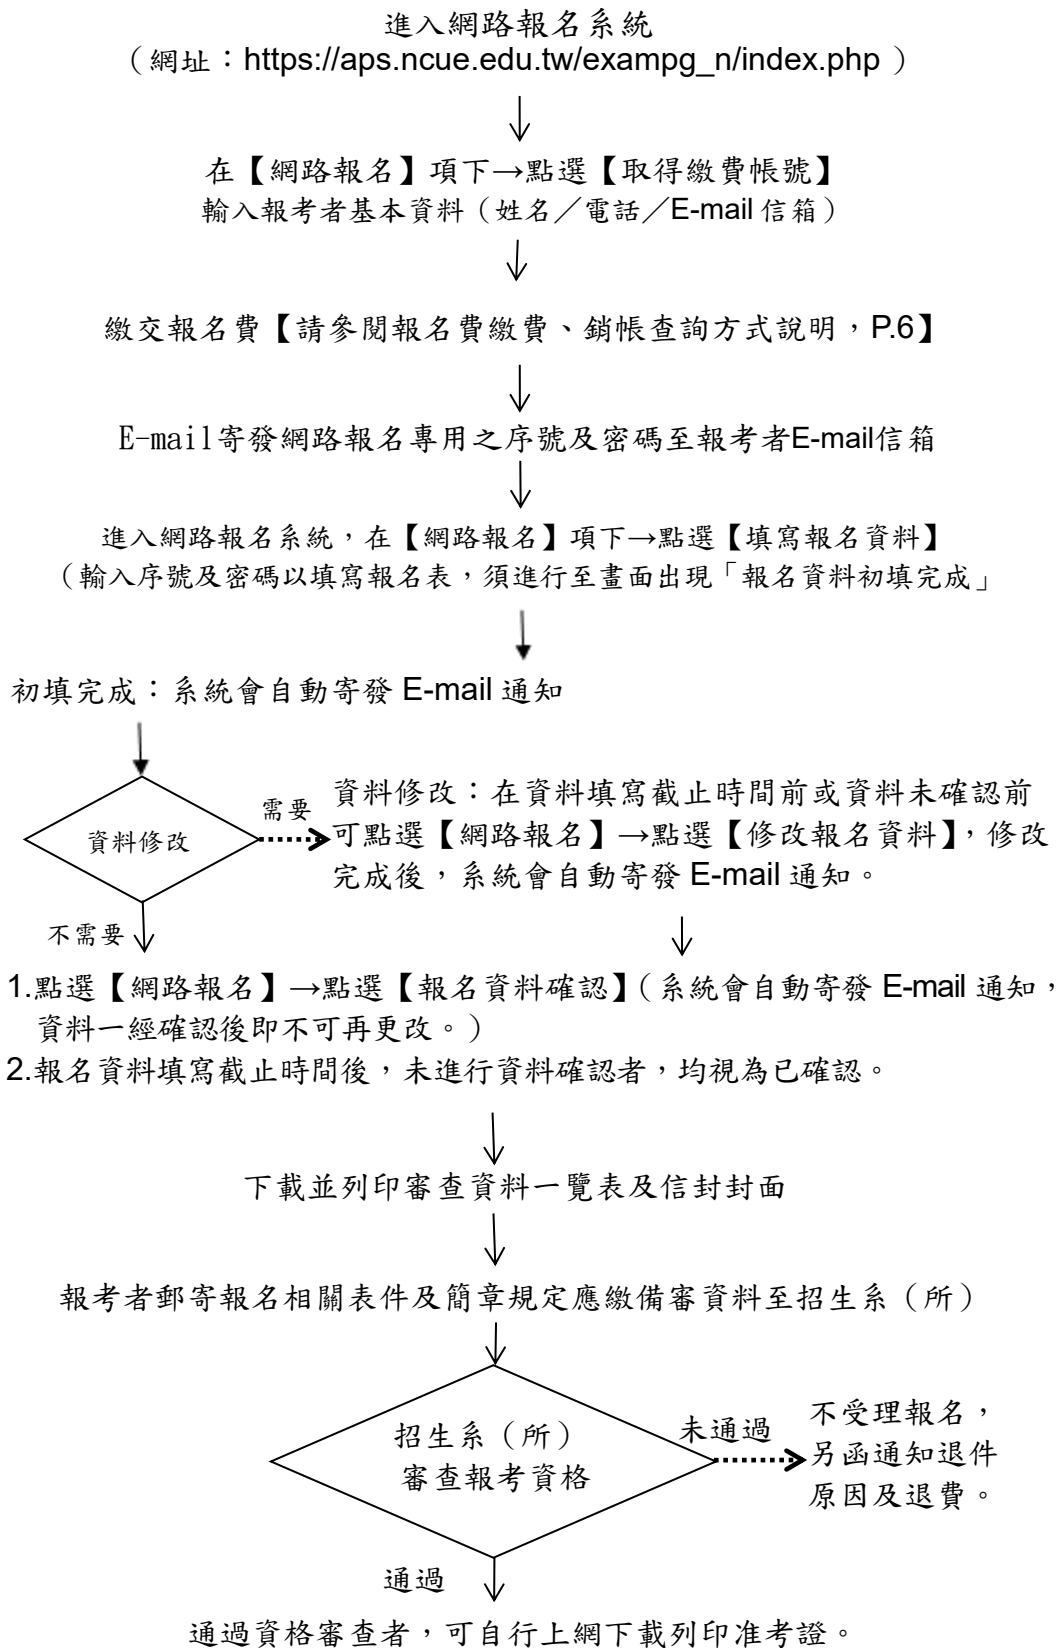 進入網路報名系統
（網址：https://aps.ncue.edu.tw/exampg_n/index.php）
在【網路報名】項下→點選【取得繳費帳號】
輸入報考者基本資料（姓名／電話／E-mail 信箱）
繳交報名費【請參閱報名費繳費、銷帳查詢方式說明，P.6】
E-mail寄發網路報名專用之序號及密碼至報考者E-mail信箱
進入網路報名系統，在【網路報名】項下→點選【填寫報名資料】
（輸入序號及密碼以填寫報名表，須進行至畫面出現「報名資料初填完成」
初填完成：系統會自動寄發 E-mail 通知
資料修改
需要
資料修改：在資料填寫截止時間前或資料未確認前
可點選【網路報名】→點選【修改報名資料】，修改
完成後，系統會自動寄發 E-mail 通知。
不需要
1.點選【網路報名】→點選【報名資料確認】（系統會自動寄發 E-mail 通知，
資料一經確認後即不可再更改。）
2.報名資料填寫截止時間後，未進行資料確認者，均視為已確認。
下載並列印審查資料一覽表及信封封面
報考者郵寄報名相關表件及簡章規定應繳備審資料至招生系（所）
招生系（所）
審查報考資格
未通過
不受理報名，
另函通知退件
原因及退費。
通過
通過資格審查者，可自行上網下載列印准考證。